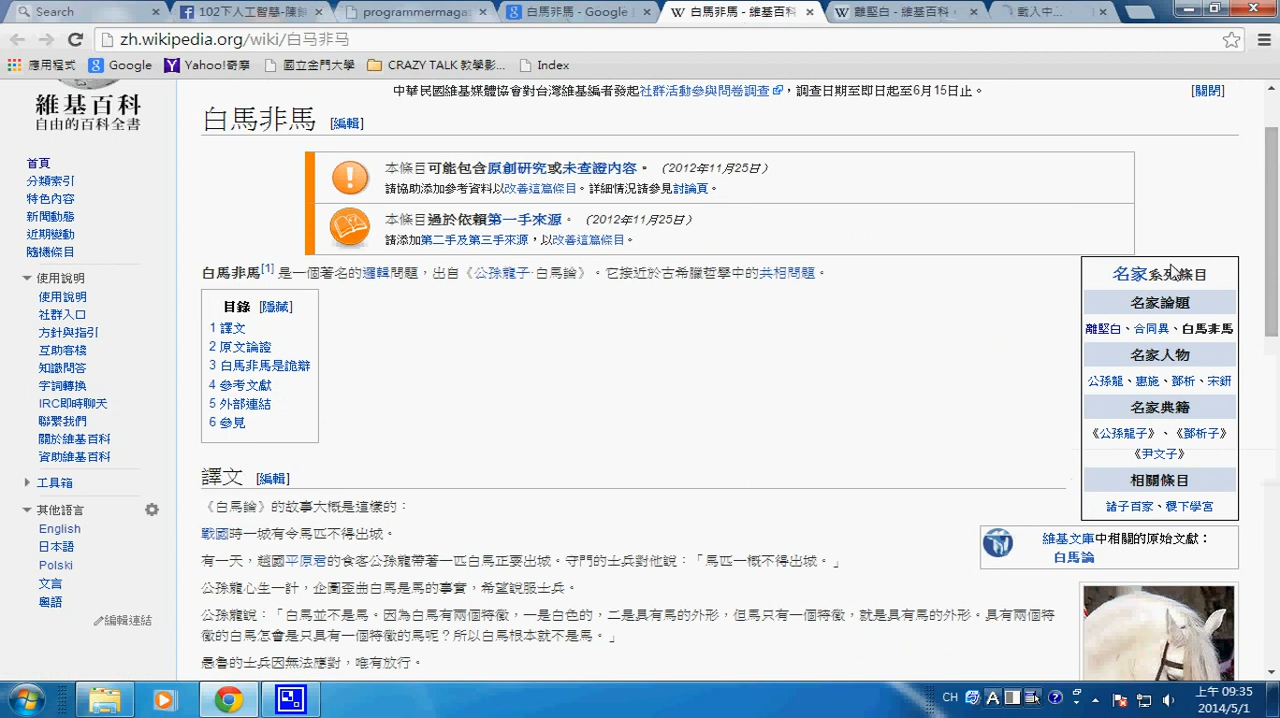 Search
102下人工智慧-陳鍾
programmermaga
白馬非馬 - Google
白馬非馬 - 維基百科
離堅白 - 維基百科，
載入中...
zh.wikipedia.org/wiki/白马非马
應用程式
Google
Yahoo!奇摩
國立金門大學
CRAZY TALK 教學影...
Index
中華民國維基媒體協會對台灣維基編者發起社群活動參與問卷調查，調查日期至即日起至6月15日止。
[關閉]
維基百科
自由的百科全書
白馬非馬 [編輯]
本條目可能包含原創研究或未查證內容。 （2012年11月25日）
請協助添加參考資料以改善這篇條目。詳細情況請參見討論頁。
本條目過於依賴第一手來源。 （2012年11月25日）
請添加第二手及第三手來源，以改善這篇條目。
首頁
分類索引
特色內容
新聞動態
近期變動
隨機條目
使用說明
使用說明
社群入口
方針與指引
互助客棧
知識問答
字詞轉換
IRC即時聊天
聯繫我們
關於維基百科
資助維基百科
工具箱
其他語言
English
日本語
Polski
文言
粵語
編輯連結
白馬非馬[1] 是一個著名的邏輯問題，出自《公孫龍子·白馬論》。它接近於古希臘哲學中的共相問題。
目錄 [隱藏]
1 譯文
2 原文論證
3 白馬非馬是詭辯
4 參考文獻
5 外部連結
6 參見
名家系列條目
名家論題
離堅白、合同異、白馬非馬
名家人物
公孫龍、惠施、鄧析、宋鈃
名家典籍
《公孫龍子》、《鄧析子》
《尹文子》
相關條目
諸子百家、稷下學宮
維基文庫中相關的原始文獻：
白馬論
譯文 [編輯]
《白馬論》的故事大概是這樣的：
戰國時一城有令馬匹不得出城。
有一天，趙國平原君的食客公孫龍帶著一匹白馬正要出城。守門的士兵對他說：「馬匹一概不得出城。」
公孫龍心生一計，企圖歪曲白馬是馬的事實，希望說服士兵。
公孫龍說：「白馬並不是馬。因為白馬有兩個特徵，一是白色的，二是具有馬的外形，但馬只有一個特徵，就是具有馬的外形。具有兩個特
徵的白馬怎會是只具有一個特徵的馬呢？所以白馬根本就不是馬。」
愚魯的士兵因無法應對，唯有放行。
CH
上午 09:35
2014/5/1